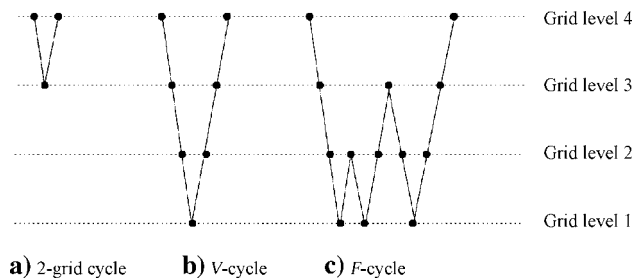 Grid level 4
Grid level 3
Grid level 2
Grid level 1
a) 2-grid cycle b) V-cycle c) F-cycle